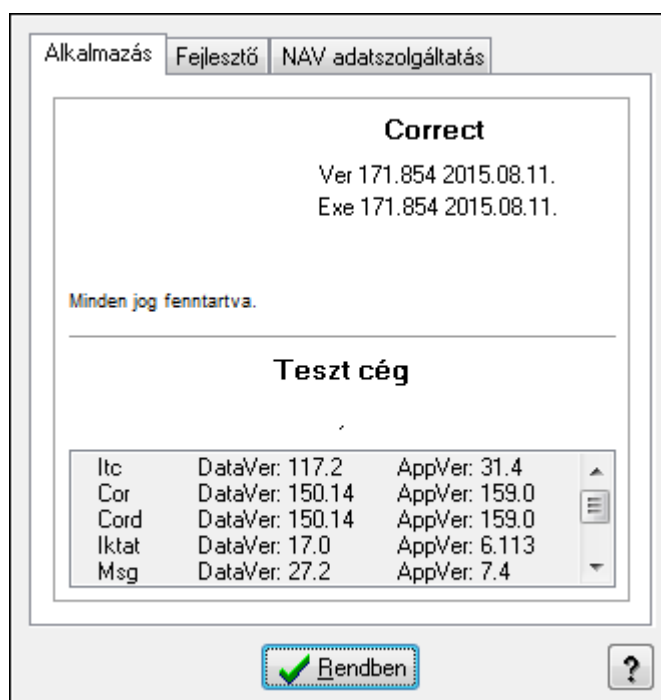 Alkalmazás Fejlesztő NAV adatszolgáltatás
Correct
Ver 171.854 2015.08.11.
Exe 171.854 2015.08.11.
Minden jog fenntartva.
Teszt cég
,
Itc DataVer: 117.2 AppVer: 31.4
Cor DataVer: 150.14 AppVer: 159.0
Cord DataVer: 150.14 AppVer: 159.0
Iktat DataVer: 17.0 AppVer: 6.113
Msg DataVer: 27.2 AppVer: 7.4
Rendben ?